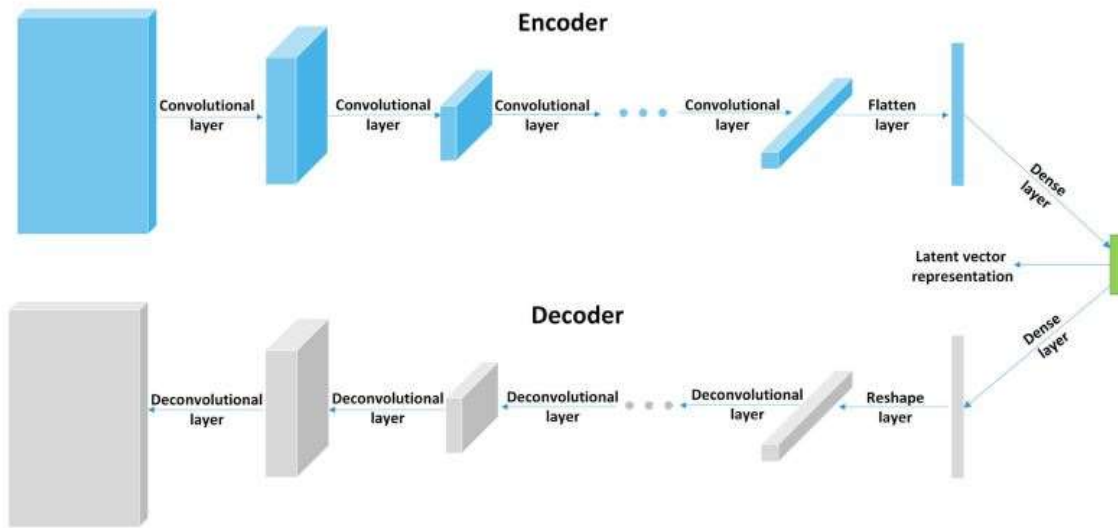 Encoder
Convolutional
layer
Convolutional
layer
Convolutional
layer
Convolutional
layer
Flatten
layer
Dense
layer
Latent vector
representation
Decoder
Dense
layer
Deconvolutional
layer
Deconvolutional
layer
Deconvolutional
layer
Deconvolutional
layer
Reshape
layer